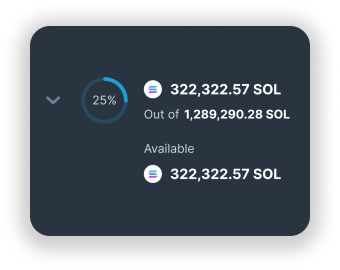 25%
322,322.57 SOL
Out of 1,289,290.28 SOL
Available
322,322.57 SOL